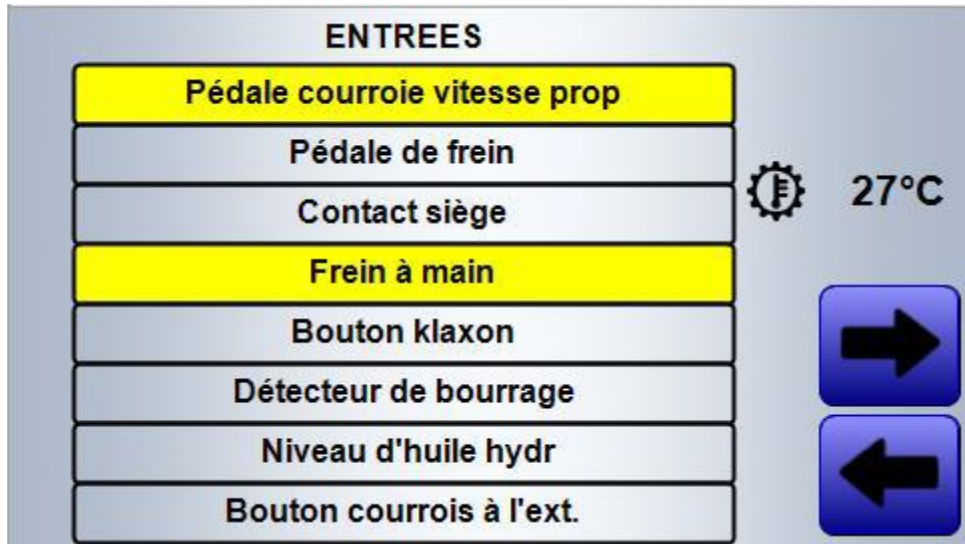 ENTREES
Pédale courroie vitesse prop
Pédale de frein
Contact siège
27°C
Frein à main
Bouton klaxon
Détecteur de bourrage
Niveau d'huile hydr
Bouton courrois à l'ext.